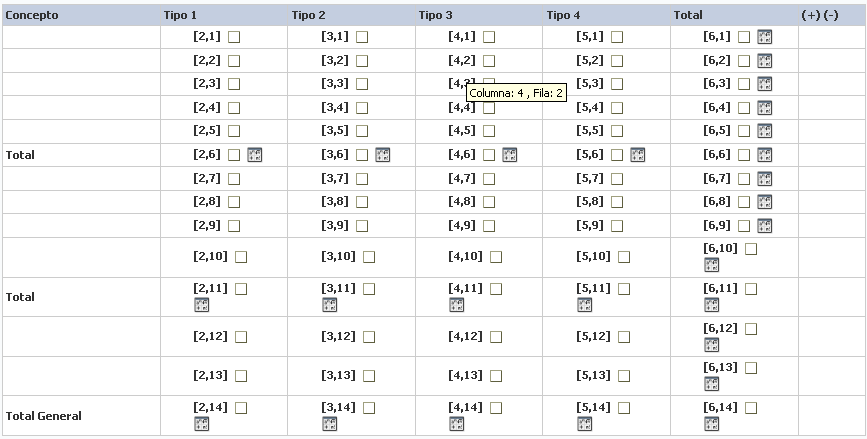 Concepto Tipo 1 Tipo 2 Tipo 3 Tipo 4 Total (+) (-)
[2,1] [3,1] [4,1] [5,1] [6,1]
[2,2] [3,2] [4,2] [5,2] [6,2]
[2,3] [3,3] [4,3] [5,3] [6,3]
Columna: 4 , Fila: 2
[2,4] [3,4] [4,4] [5,4] [6,4]
[2,5] [3,5] [4,5] [5,5] [6,5]
Total [2,6] [3,6] [4,6] [5,6] [6,6]
[2,7] [3,7] [4,7] [5,7] [6,7]
[2,8] [3,8] [4,8] [5,8] [6,8]
[2,9] [3,9] [4,9] [5,9] [6,9]
[2,10] [3,10] [4,10] [5,10] [6,10]
Total [2,11] [3,11] [4,11] [5,11] [6,11]
[2,12] [3,12] [4,12] [5,12] [6,12]
[2,13] [3,13] [4,13] [5,13] [6,13]
Total General [2,14] [3,14] [4,14] [5,14] [6,14]